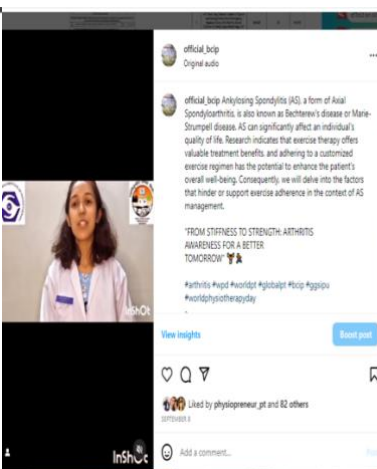 official_bcip
Original audio
official_bcip Ankylosing Spondylitis (AS), a form of Axial
Spondyloarthritis, is also known as Bechterew's disease or Marie-
Strumpell disease. AS can significantly affect an individual's
quality of life. Research indicates that exercise therapy offers
valuable treatment benefits, and adhering to a customized
exercise regimen has the potential to enhance the patient's
overall well-being. Consequently, we will delve into the factors
that hinder or support exercise adherence in the context of AS
management.
"FROM STIFFNESS TO STRENGTH: ARTHRITIS
AWARENESS FOR A BETTER
TOMORROW"
#arthritis #wpd #worldpt #globalpt #bcip #ggsipu
#worldphysiotherapyday
InShOt
View insights
Boost post
Liked by physiopreneur_pt and 82 others
SEPTEMBER 8
Add a comment...
InShOt